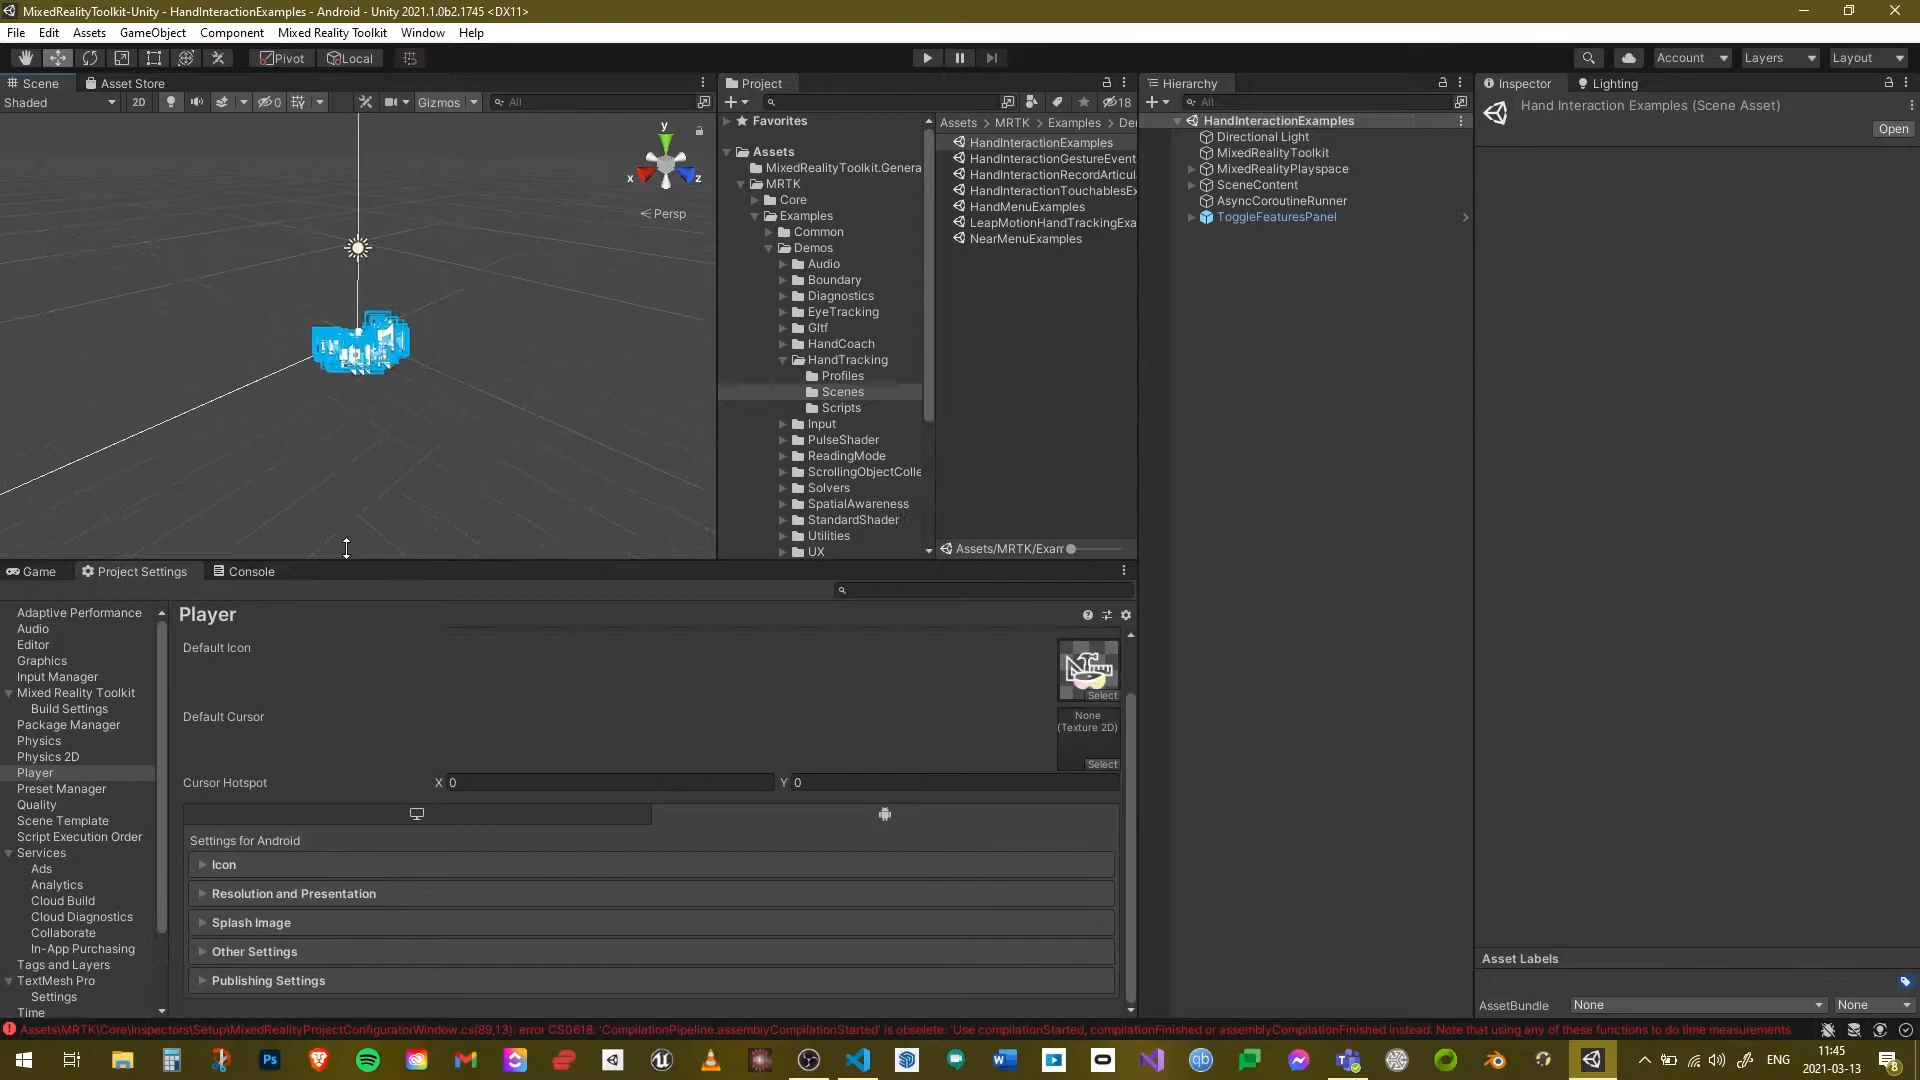 MixedRealityToolkit-Unity - HandInteractionExamples - Android - Unity 2021.1.0b2.1745 <DX11>
File Edit Assets GameObject Component Mixed Reality Toolkit Window Help
Pivot Local
Account Layers Layout
Scene Asset Store
Shaded 2D 0 Gizmos All
y
x z
Persp
Project
18
Favorites
Assets
MixedRealityToolkit.Genera
MRTK
Core
Examples
Common
Demos
Audio
Boundary
Diagnostics
EyeTracking
Gltf
HandCoach
HandTracking
Profiles
Scenes
Scripts
Input
PulseShader
ReadingMode
ScrollingObjectColle
Solvers
SpatialAwareness
StandardShader
Utilities
UX
Assets > MRTK > Examples > De
HandInteractionExamples
HandInteractionGestureEvent
HandInteractionRecordArticul
HandInteractionTouchablesEx
HandMenuExamples
LeapMotionHandTrackingExa
NearMenuExamples
Assets/MRTK/Exam
Hierarchy
All
HandInteractionExamples
Directional Light
MixedRealityToolkit
MixedRealityPlayspace
SceneContent
AsyncCoroutineRunner
ToggleFeaturesPanel
Inspector Lighting
Hand Interaction Examples (Scene Asset)
Open
Asset Labels
AssetBundle None None
Game Project Settings Console
Adaptive Performance
Audio
Editor
Graphics
Input Manager
Mixed Reality Toolkit
Build Settings
Package Manager
Physics
Physics 2D
Player
Preset Manager
Quality
Scene Template
Script Execution Order
Services
Ads
Analytics
Cloud Build
Cloud Diagnostics
Collaborate
In-App Purchasing
Tags and Layers
TextMesh Pro
Settings
Time
Player
Default Icon
Select
Default Cursor
None
(Texture 2D)
Select
Cursor Hotspot X 0 Y 0
Settings for Android
Icon
Resolution and Presentation
Splash Image
Other Settings
Publishing Settings
Assets\MRTK\Core\Inspectors\Setup\MixedRealityProjectConfiguratorWindow.cs(89,13): error CS0618: 'CompilationPipeline.assemblyCompilationStarted' is obsolete: 'Use compilationStarted, compilationFinished or assemblyCompilationFinished instead. Note that using any of these functions to do time measurements
Ps qb ENG
11:45
2021-03-13
8